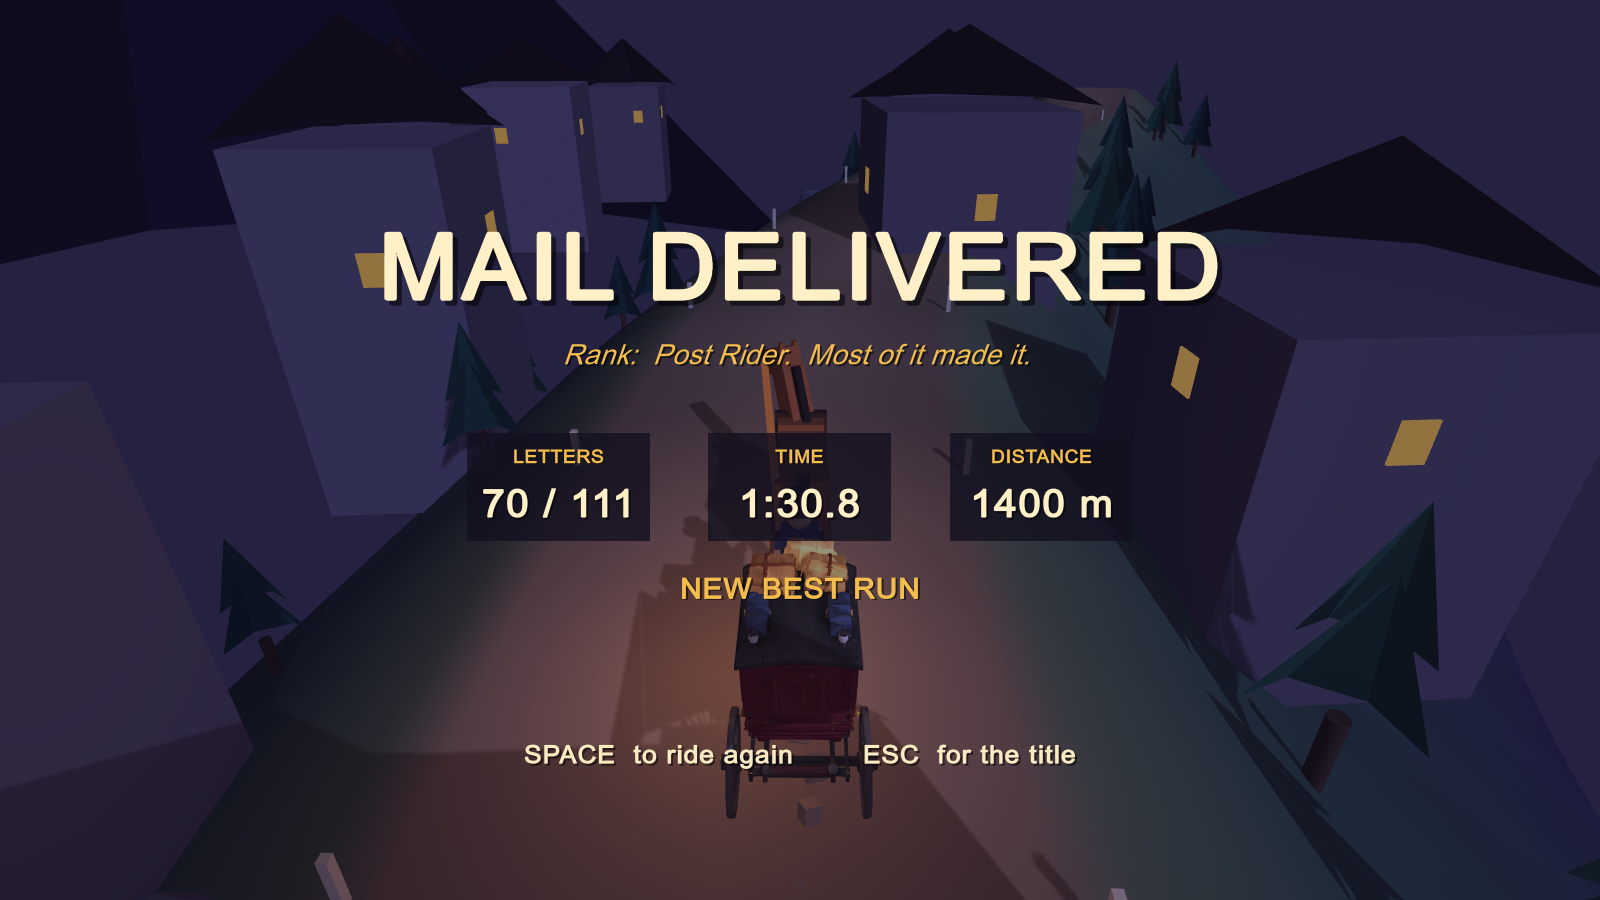 MAIL DELIVERED
Rank: Post Rider. Most of it made it.
LETTERS TIME DISTANCE
70 / 111 1:30.8 1400 m
NEW BEST RUN
SPACE to ride again ESC for the title